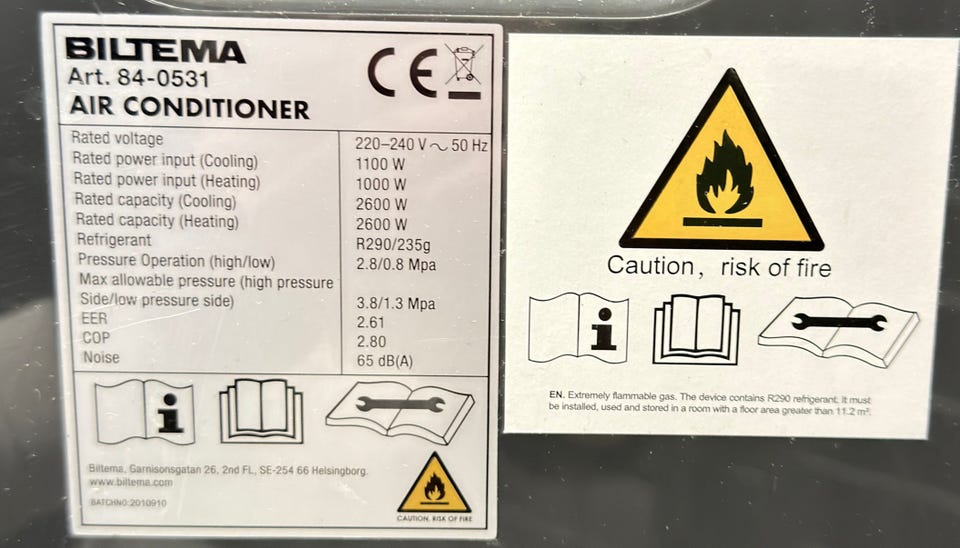 BILTEMA
Art. 84-0531
AIR CONDITIONER
CE
Rated voltage 220–240 V ~ 50 Hz
Rated power input (Cooling) 1100 W
Rated power input (Heating) 1000 W
Rated capacity (Cooling) 2600 W
Rated capacity (Heating) 2600 W
Refrigerant R290/235g
Pressure Operation (high/low) 2.8/0.8 Mpa
Max allowable pressure (high pressure
Side/low pressure side) 3.8/1.3 Mpa
EER 2.61
COP 2.80
Noise 65 dB(A)
Biltema, Garnisonsgatan 26, 2nd FL, SE-254 66 Helsingborg.
www.biltema.com
BATCHNO:2010910
CAUTION, RISK OF FIRE
Caution, risk of fire
EN. Extremely flammable gas. The device contains R290 refrigerant. It must
be installed, used and stored in a room with a floor area greater than 11.2 m².